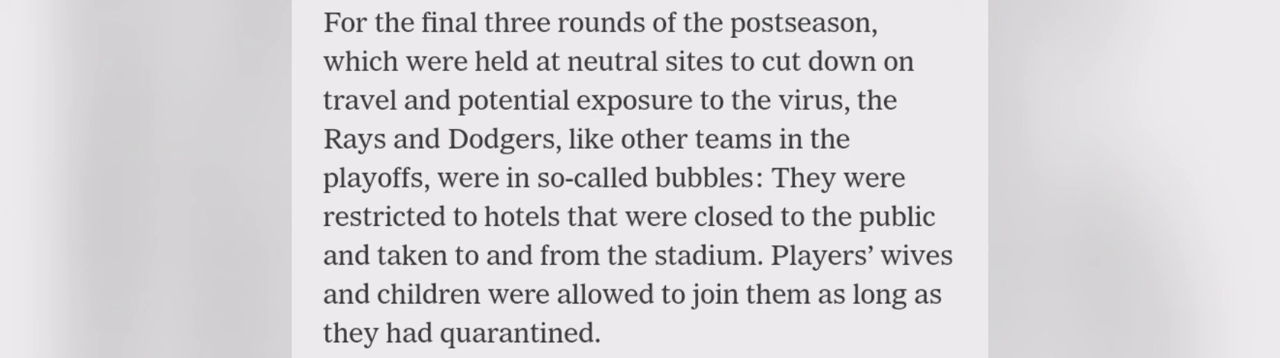 For the final three rounds of the postseason,
which were held at neutral sites to cut down on
travel and potential exposure to the virus, the
Rays and Dodgers, like other teams in the
playoffs, were in so-called bubbles: They were
restricted to hotels that were closed to the public
and taken to and from the stadium. Players’ wives
and children were allowed to join them as long as
they had quarantined.